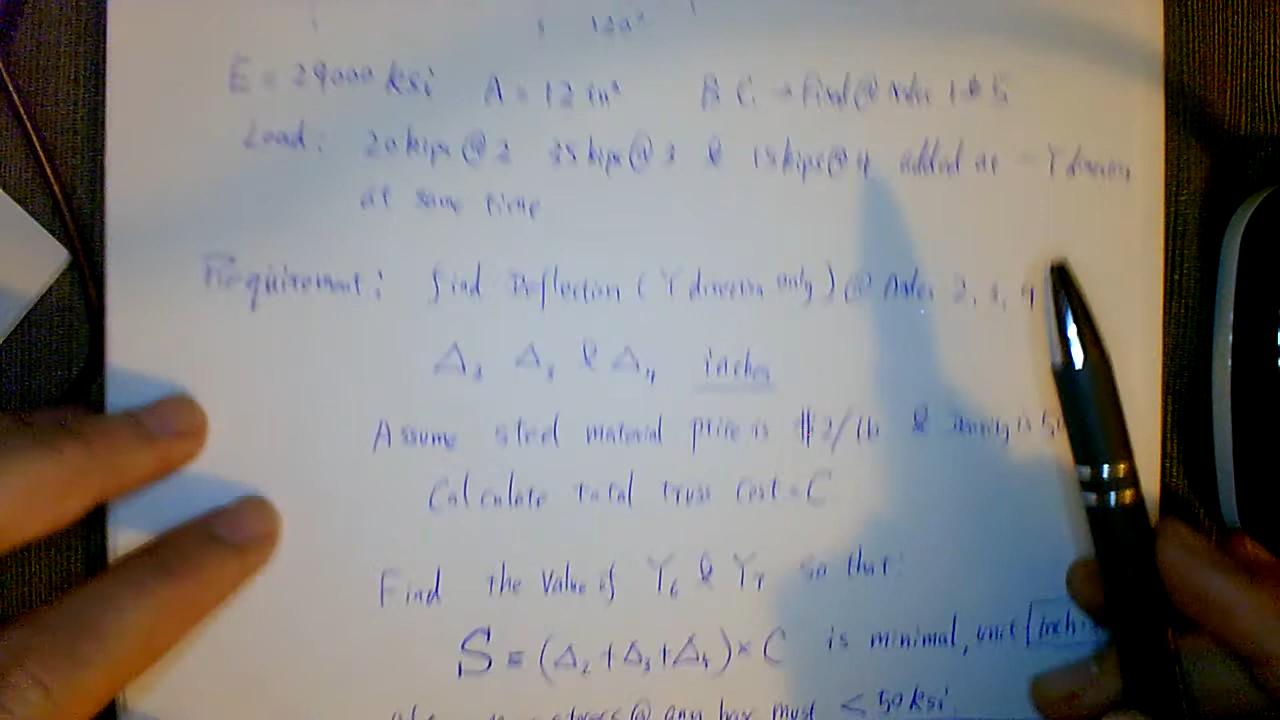 E = 29000 ksi A = 12 in² B.C. → Fixed @ Nodes 1 & 5
Load: 20 kips @ 2 25 kips @ 3 & 15 kips @ 4 added at -Y direction
at same time
Requirement: find Deflection (Y direction only) @ Nodes 2, 3, 4
Δ₂ Δ₃ & Δ₄ inches
Assume steel material price is $2/lb & density is
Calculate total truss cost = C
Find the value of Y₆ & Y₇ so that:
S = (Δ₂+Δ₃+Δ₄)×C is minimal, unit
stress @ any bar must < 50 ksi